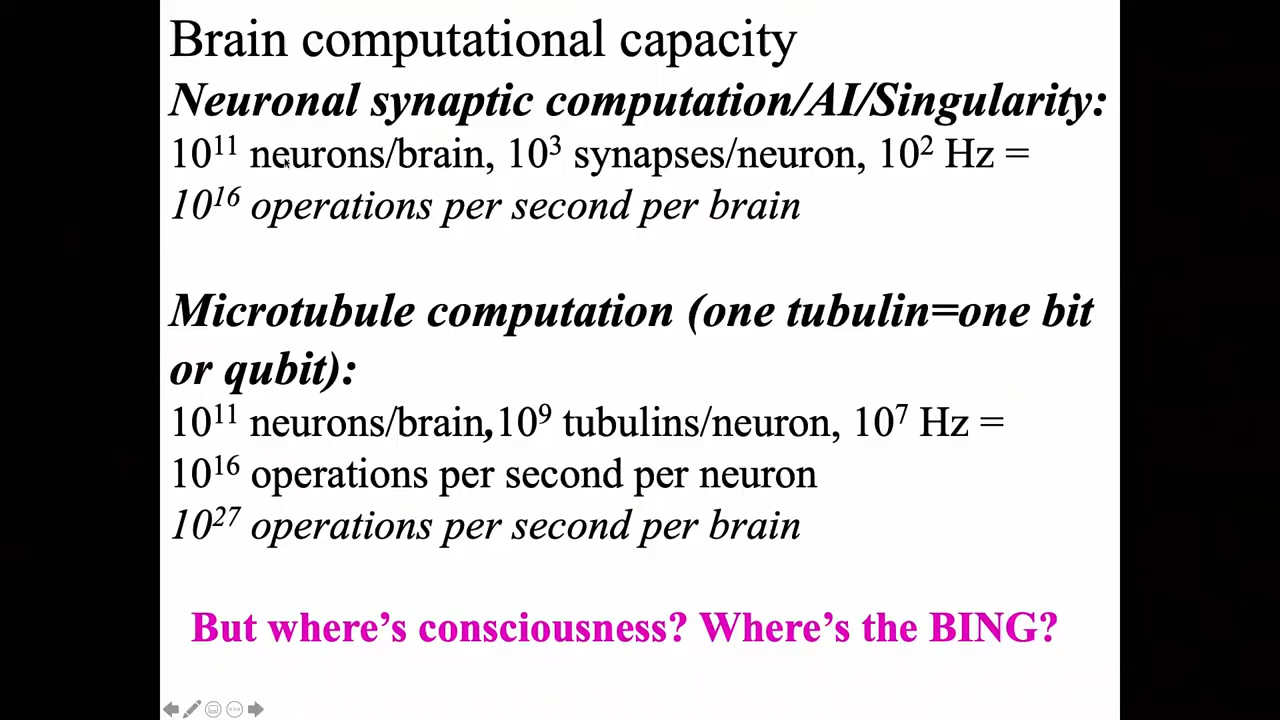 Brain computational capacity
Neuronal synaptic computation/AI/Singularity:
10¹¹ neurons/brain, 10³ synapses/neuron, 10² Hz =
10¹⁶ operations per second per brain
Microtubule computation (one tubulin=one bit
or qubit):
10¹¹ neurons/brain,10⁹ tubulins/neuron, 10⁷ Hz =
10¹⁶ operations per second per neuron
10²⁷ operations per second per brain
But where’s consciousness? Where’s the BING?